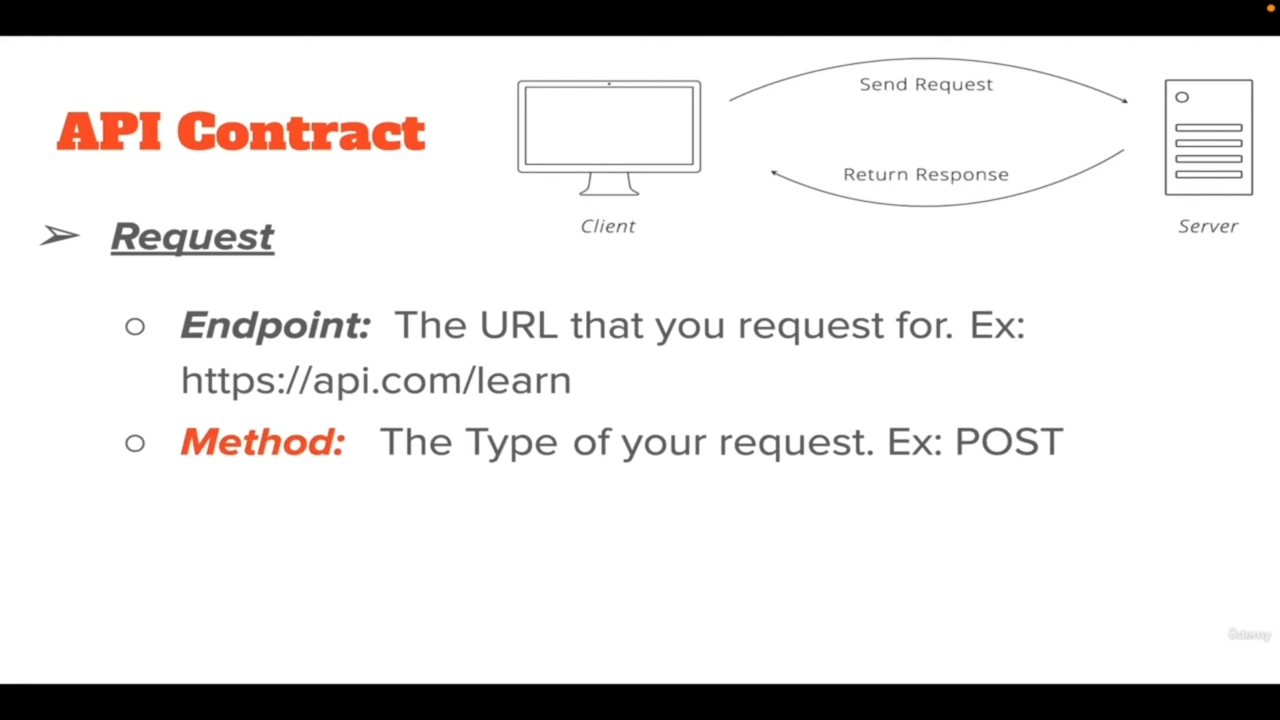 API Contract
Send Request
Return Response
Client
Server
➢ Request
○ Endpoint: The URL that you request for. Ex:
https://api.com/learn
○ Method: The Type of your request. Ex: POST
ûdemy